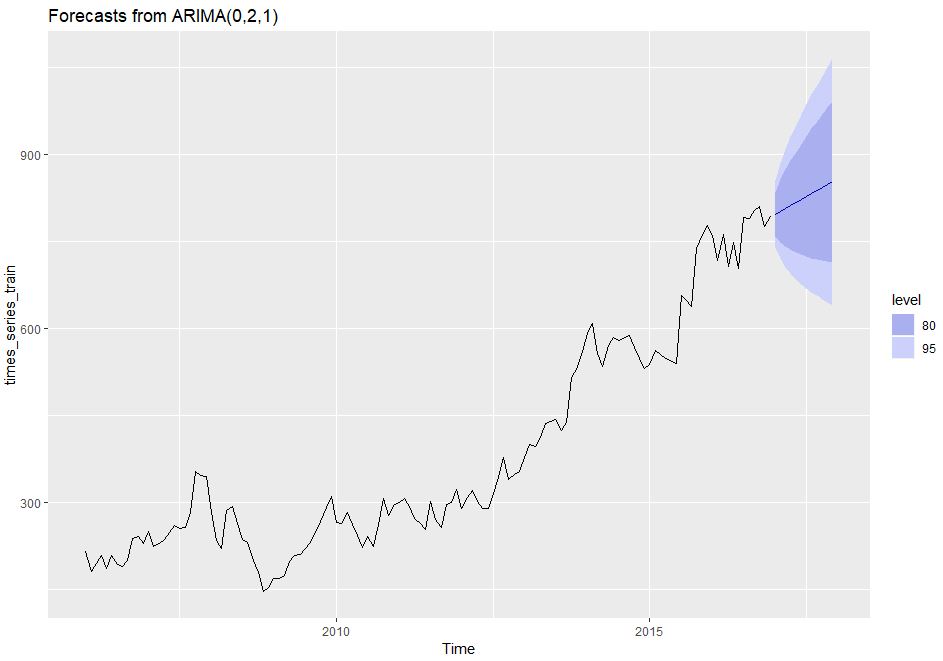 Forecasts from ARIMA(0,2,1)
900
600
300
times_series_train
2010
2015
Time
level
80
95